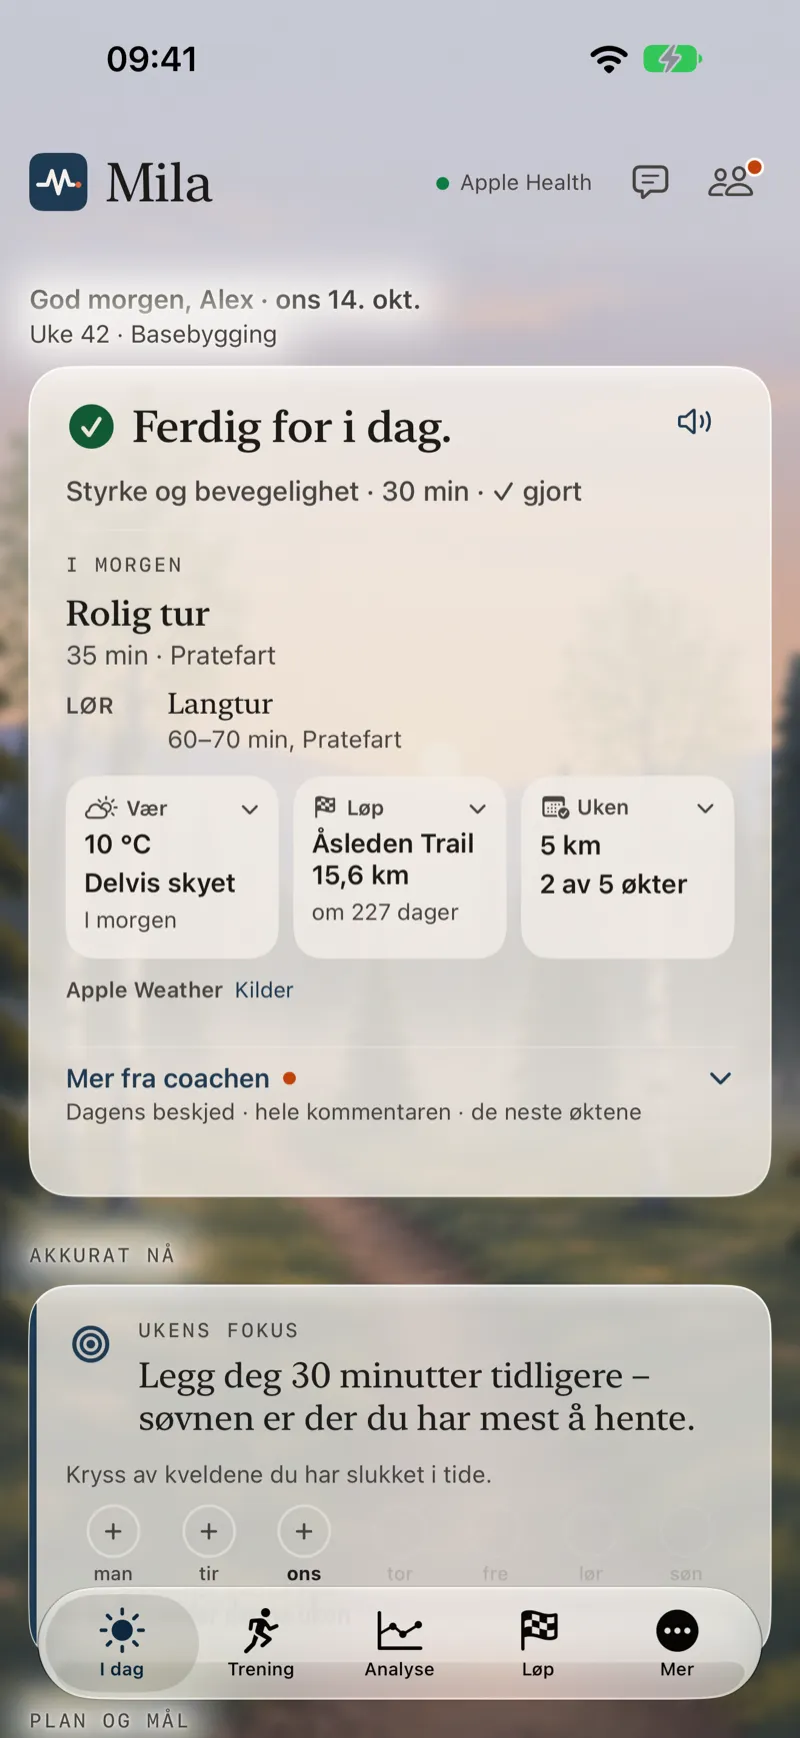 09:41
Mila
Apple Health
God morgen, Alex · ons 14. okt.
Uke 42 · Basebygging
Ferdig for i dag.
Styrke og bevegelighet · 30 min · ✓ gjort
I MORGEN
Rolig tur
35 min · Pratefart
LØR Langtur
60–70 min, Pratefart
Vær
10 °C
Delvis skyet
I morgen
Løp
Åsleden Trail
15,6 km
om 227 dager
Uken
5 km
2 av 5 økter
Apple Weather Kilder
Mer fra coachen
Dagens beskjed · hele kommentaren · de neste øktene
AKKURAT NÅ
UKENS FOKUS
Legg deg 30 minutter tidligere –
søvnen er der du har mest å hente.
Kryss av kveldene du har slukket i tide.
man tir ons tor fre lør søn
I dag Trening Analyse Løp Mer
PLAN OG MÅL